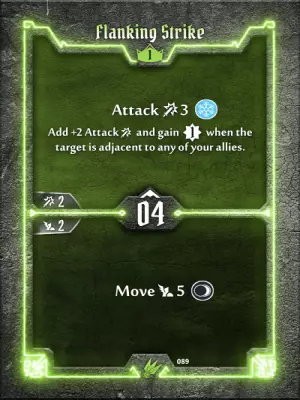 Flanking Strike
1
Attack 3
Add +2 Attack and gain 1 when the
target is adjacent to any of your allies.
2
04
2
Move 5
089